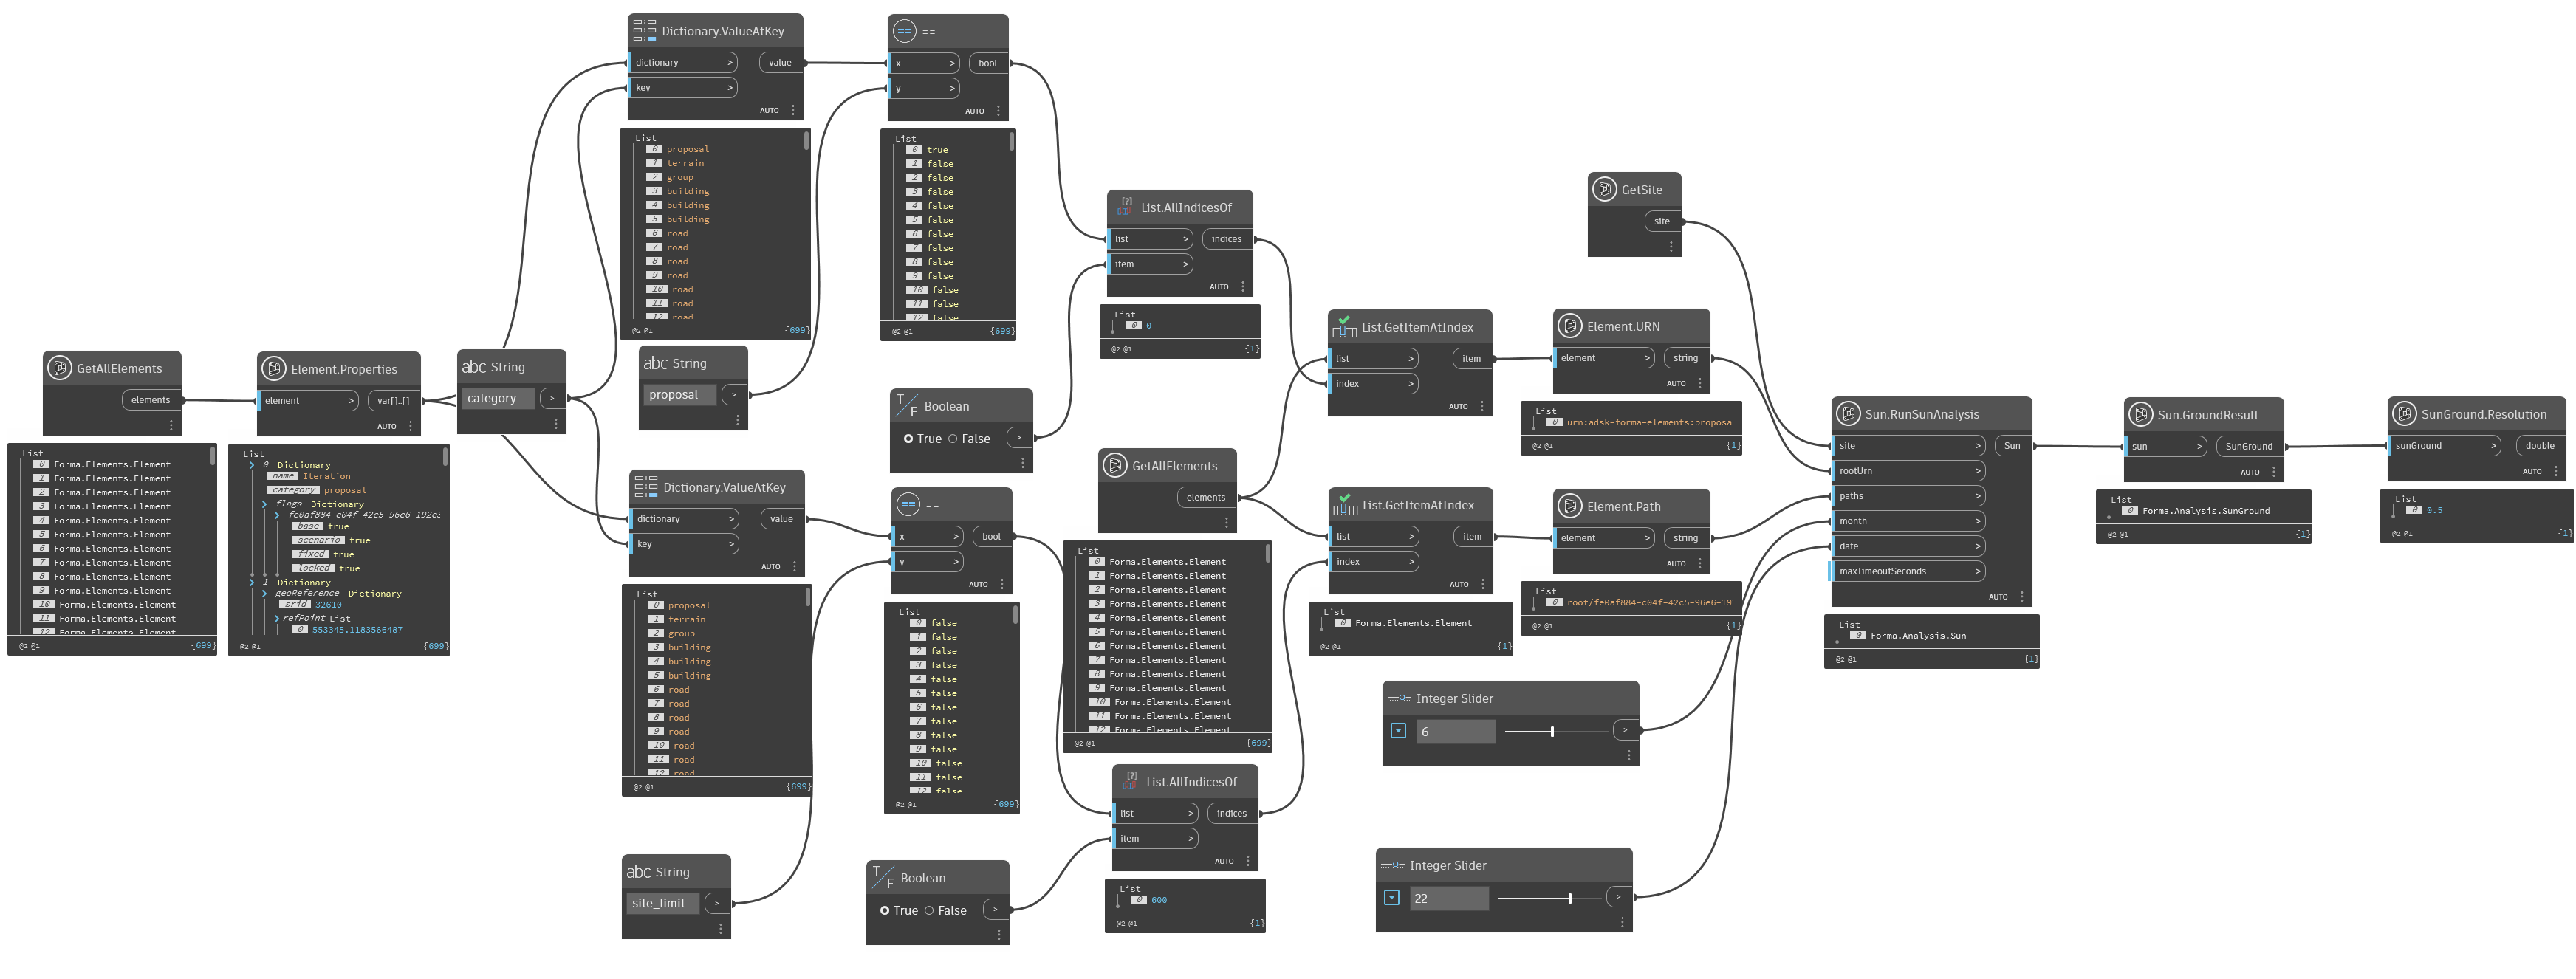 GetAllElements
elements
List
0 Forma.Elements.Element
1 Forma.Elements.Element
2 Forma.Elements.Element
3 Forma.Elements.Element
4 Forma.Elements.Element
5 Forma.Elements.Element
6 Forma.Elements.Element
7 Forma.Elements.Element
8 Forma.Elements.Element
9 Forma.Elements.Element
10 Forma.Elements.Element
11 Forma.Elements.Element
12 Forma.Elements.Element
@2 @1 {699}
Element.Properties
element > var[]..[]
AUTO
List
0 Dictionary
name Iteration
category proposal
flags Dictionary
fe0af884-c04f-42c5-96e6-192c3
base true
scenario true
fixed true
locked true
1 Dictionary
geoReference Dictionary
srid 32610
refPoint List
0 553345.1183566487
@2 @1 {699}
abc String
category >
Dictionary.ValueAtKey
dictionary > value
key >
AUTO
List
0 proposal
1 terrain
2 group
3 building
4 building
5 building
6 road
7 road
8 road
9 road
10 road
11 road
12 road
@2 @1 {699}
abc String
proposal >
Dictionary.ValueAtKey
dictionary > value
key >
AUTO
List
0 proposal
1 terrain
2 group
3 building
4 building
5 building
6 road
7 road
8 road
9 road
10 road
11 road
12 road
@2 @1 {699}
abc String
site_limit >
== ==
x > bool
y >
AUTO
List
0 true
1 false
2 false
3 false
4 false
5 false
6 false
7 false
8 false
9 false
10 false
11 false
12 false
@2 @1 {699}
T/F Boolean
True False >
== ==
x > bool
y >
AUTO
List
0 false
1 false
2 false
3 false
4 false
5 false
6 false
7 false
8 false
9 false
10 false
11 false
12 false
@2 @1 {699}
T/F Boolean
True False >
[?] List.AllIndicesOf
list > indices
item >
AUTO
List
0 0
@2 @1 {1}
GetAllElements
elements
List
0 Forma.Elements.Element
1 Forma.Elements.Element
2 Forma.Elements.Element
3 Forma.Elements.Element
4 Forma.Elements.Element
5 Forma.Elements.Element
6 Forma.Elements.Element
7 Forma.Elements.Element
8 Forma.Elements.Element
9 Forma.Elements.Element
10 Forma.Elements.Element
11 Forma.Elements.Element
12 Forma.Elements.Element
@2 @1 {699}
[?] List.AllIndicesOf
list > indices
item >
AUTO
List
0 600
@2 @1 {1}
List.GetItemAtIndex
list > item
index >
AUTO
List.GetItemAtIndex
list > item
index >
AUTO
List
0 Forma.Elements.Element
@2 @1 {1}
Element.URN
element > string
AUTO
List
0 urn:adsk-forma-elements:proposa
@2 @1 {1}
Element.Path
element > string
AUTO
List
0 root/fe0af884-c04f-42c5-96e6-19
@2 @1 {1}
Integer Slider
6 >
Integer Slider
22 >
GetSite
site
Sun.RunSunAnalysis
site > Sun
rootUrn >
paths >
month >
date >
maxTimeoutSeconds >
AUTO
List
0 Forma.Analysis.Sun
@2 @1 {1}
Sun.GroundResult
sun > SunGround
AUTO
List
0 Forma.Analysis.SunGround
@2 @1 {1}
SunGround.Resolution
sunGround > double
AUTO
List
0 0.5
@2 @1 {1}